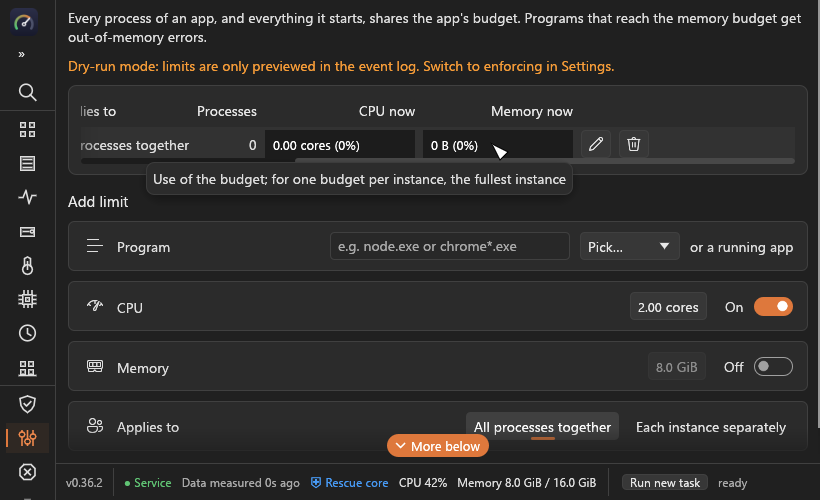 Every process of an app, and everything it starts, shares the app's budget. Programs that reach the memory budget get
out-of-memory errors.
Dry-run mode: limits are only previewed in the event log. Switch to enforcing in Settings.
lies to Processes CPU now Memory now
rocesses together 0 0.00 cores (0%) 0 B (0%)
Use of the budget; for one budget per instance, the fullest instance
Add limit
Program e.g. node.exe or chrome*.exe Pick... or a running app
CPU 2.00 cores On
Memory 8.0 GiB Off
Applies to All processes together Each instance separately
More below
v0.36.2 Service Data measured 0s ago Rescue core CPU 42% Memory 8.0 GiB / 16.0 GiB Run new task ready